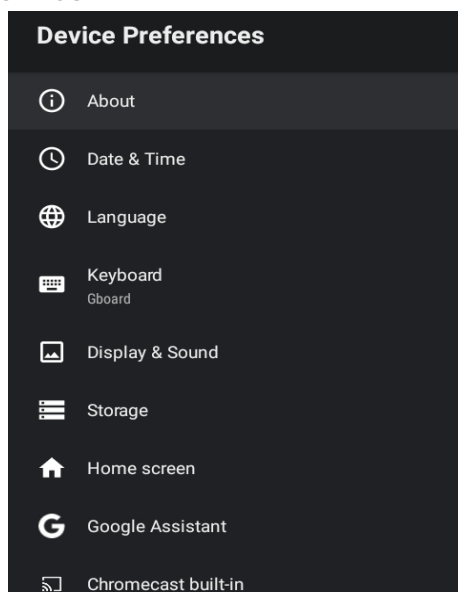 Device Preferences
About
Date & Time
Language
Keyboard
Gboard
Display & Sound
Storage
Home screen
Google Assistant
Chromecast built-in